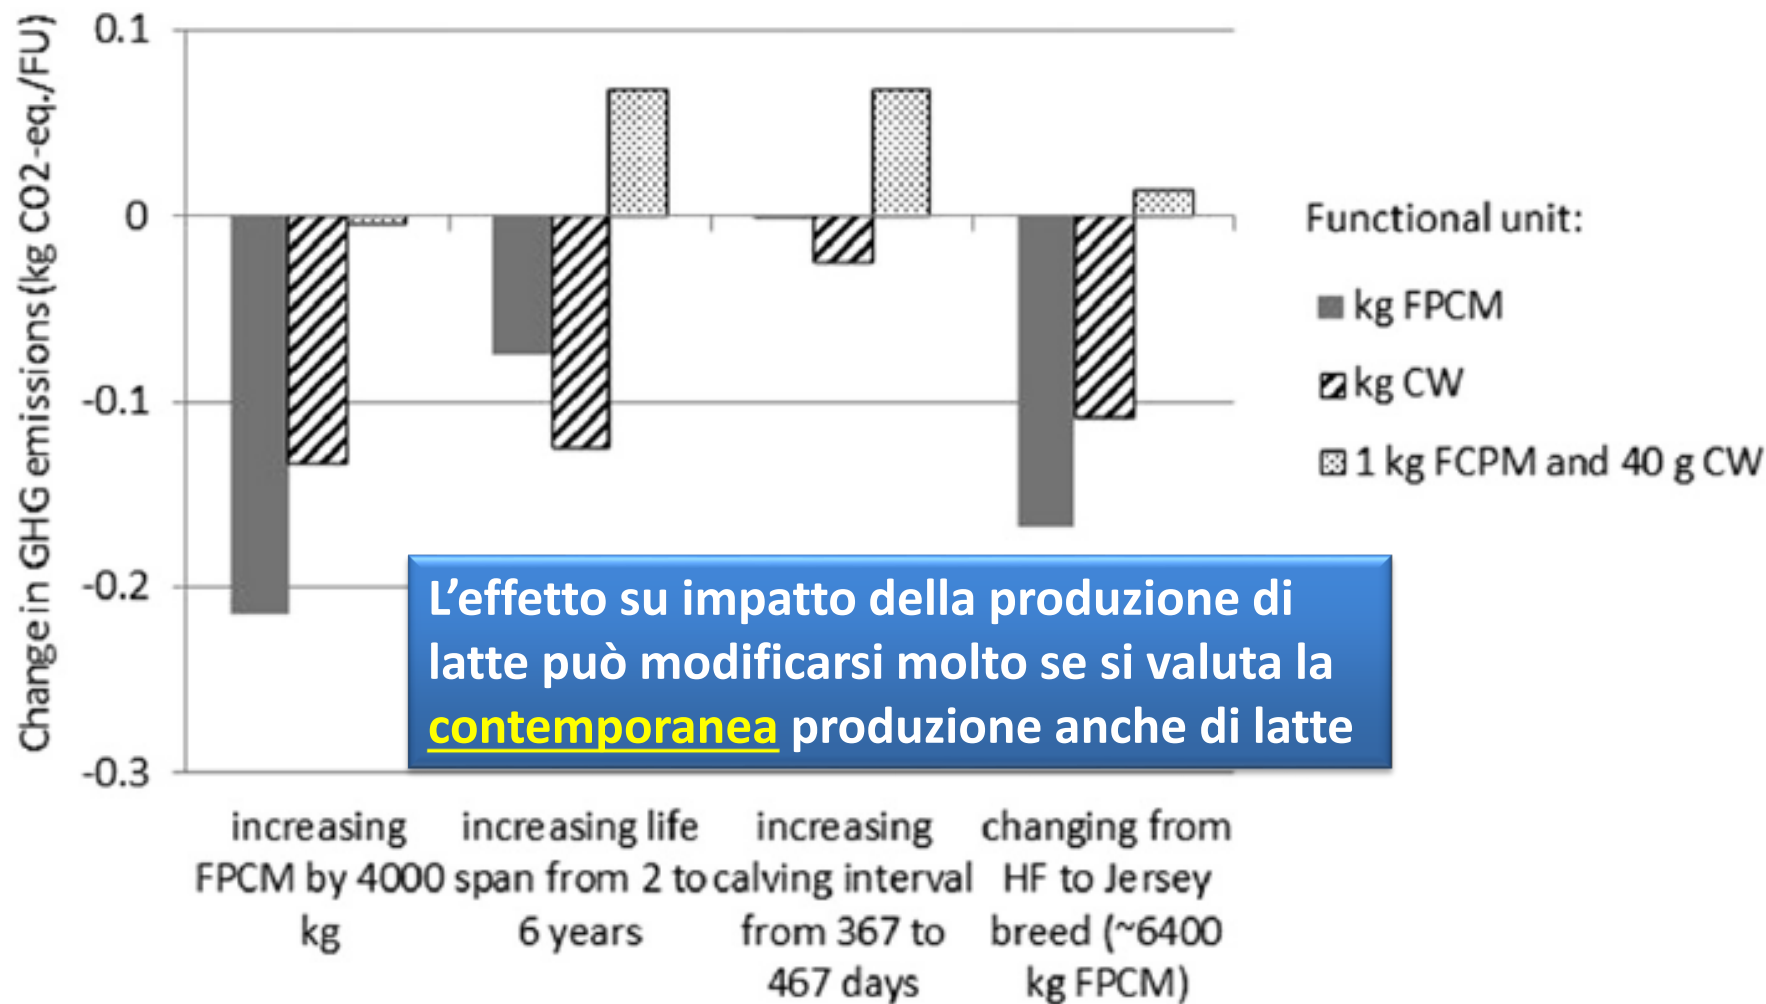 Change in GHG emissions (kg CO2-eq./FU)
0.1
0
-0.1
-0.2
-0.3
Functional unit:
kg FPCM
kg CW
1 kg FCPM and 40 g CW
L'effetto su impatto della produzione di
latte può modificarsi molto se si valuta la
contemporanea produzione anche di latte
increasing
FPCM by 4000
kg
increasing life
span from 2 to
6 years
increasing
calving interval
from 367 to
467 days
changing from
HF to Jersey
breed (~6400
kg FPCM)